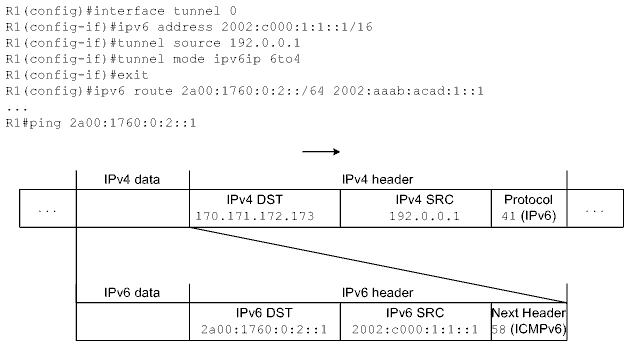 R1(config)#interface tunnel 0
R1(config-if)#ipv6 address 2002:c000:1:1::1/16
R1(config-if)#tunnel source 192.0.0.1
R1(config-if)#tunnel mode ipv6ip 6to4
R1(config-if)#exit
R1(config)#ipv6 route 2a00:1760:0:2::/64 2002:aaab:acad:1::1
...
R1#ping 2a00:1760:0:2::1
IPv4 data IPv4 header
... IPv4 DST IPv4 SRC Protocol ...
170.171.172.173 192.0.0.1 41 (IPv6)
IPv6 data IPv6 header
IPv6 DST IPv6 SRC Next Header
2a00:1760:0:2::1 2002:c000:1:1::1 58 (ICMPv6)